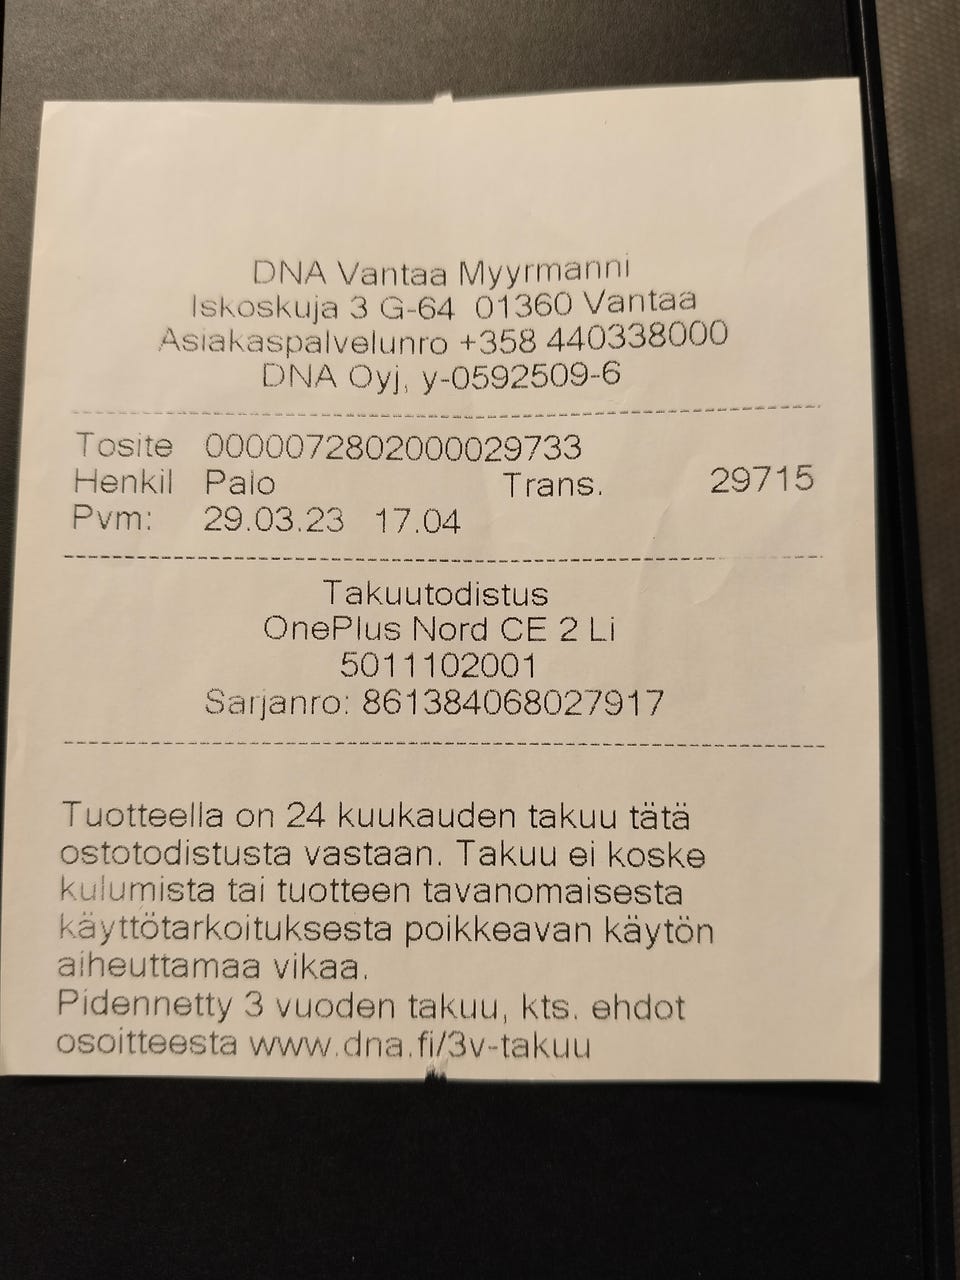 DNA Vantaa Myyrmanni
Iskoskuja 3 G-64 01360 Vantaa
Asiakaspalvelunro +358 440338000
DNA Oyj, y-0592509-6
Tosite 0000072802000029733
Henkil Palo Trans. 29715
Pvm: 29.03.23 17.04
Takuutodistus
OnePlus Nord CE 2 Li
5011102001
Sarjanro: 861384068027917
Tuotteella on 24 kuukauden takuu tätä
ostotodistusta vastaan. Takuu ei koske
kulumista tai tuotteen tavanomaisesta
käyttötarkoituksesta poikkeavan käytön
aiheuttamaa vikaa.
Pidennetty 3 vuoden takuu, kts. ehdot
osoitteesta www.dna.fi/3v-takuu